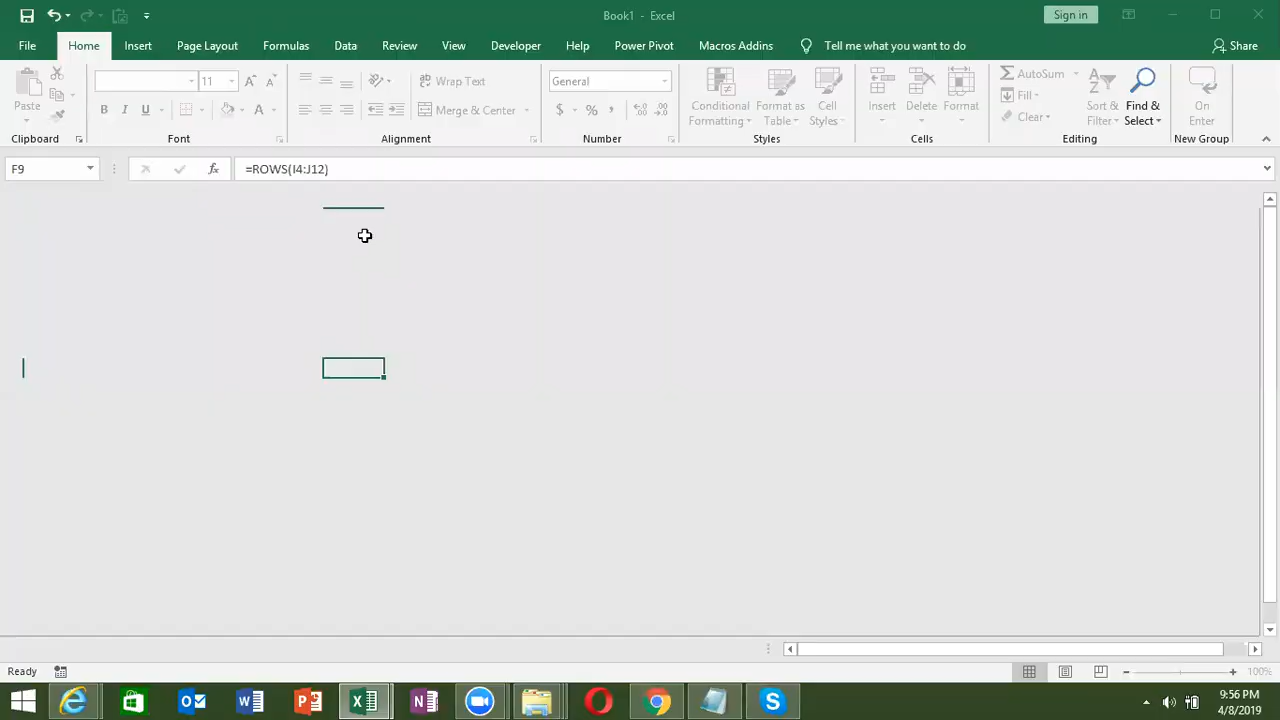 Book1 - Excel
Sign in
File
Home
Insert
Page Layout
Formulas
Data
Review
View
Developer
Help
Power Pivot
Macros Addins
Tell me what you want to do
Share
Paste
11
Wrap Text
Merge & Center
General
Conditional
Formatting
Format as
Table
Cell
Styles
Insert
Delete
Format
AutoSum
Fill
Clear
Sort &
Filter
Find &
Select
On
Enter
Clipboard
Font
Alignment
Number
Styles
Cells
Editing
New Group
F9
fx
=ROWS(I4:J12)
Ready
100%
9:56 PM
4/8/2019